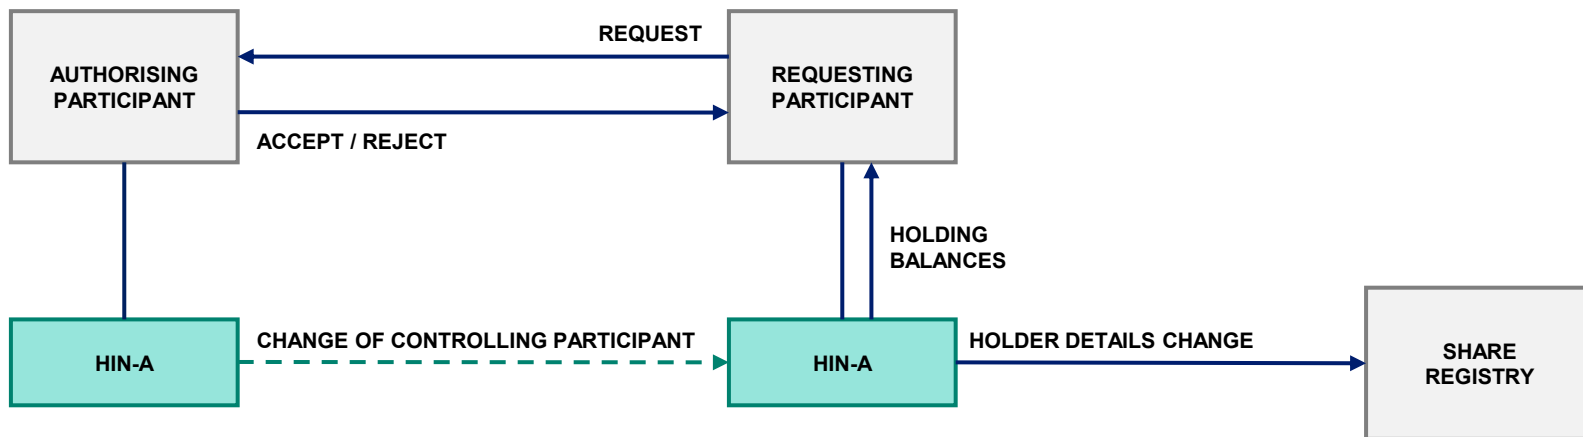 AUTHORISING
PARTICIPANT
REQUEST
ACCEPT / REJECT
REQUESTING
PARTICIPANT
HOLDING
BALANCES
HIN-A
CHANGE OF CONTROLLING PARTICIPANT
HIN-A
HOLDER DETAILS CHANGE
SHARE
REGISTRY